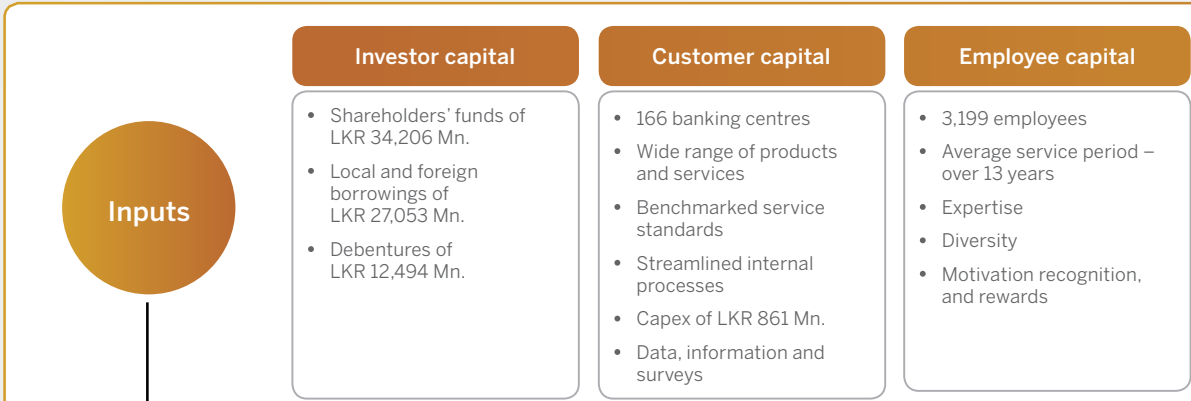 Inputs
Investor capital
• Shareholders’ funds of
LKR 34,206 Mn.
• Local and foreign
borrowings of
LKR 27,053 Mn.
• Debentures of
LKR 12,494 Mn.
Customer capital
• 166 banking centres
• Wide range of products
and services
• Benchmarked service
standards
• Streamlined internal
processes
• Capex of LKR 861 Mn.
• Data, information and
surveys
Employee capital
• 3,199 employees
• Average service period –
over 13 years
• Expertise
• Diversity
• Motivation recognition,
and rewards